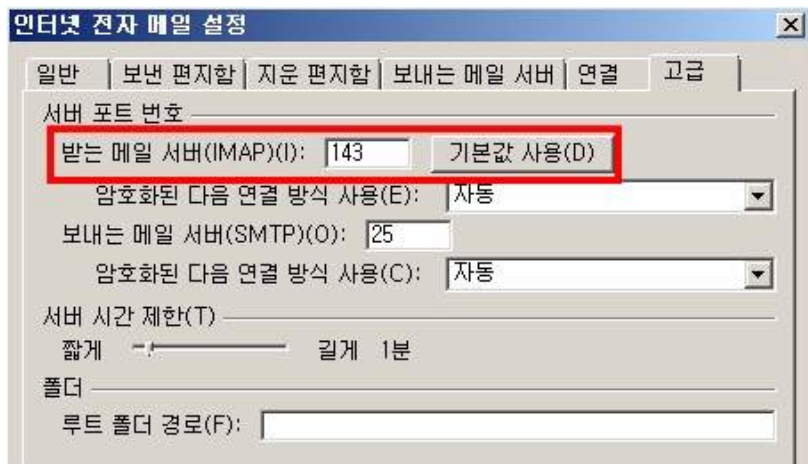 인터넷 전자 메일 설정
일반 보낸 편지함 지운 편지함 보내는 메일 서버 연결 고급
서버 포트 번호
받는 메일 서버(IMAP)(I): 143 기본값 사용(D)
암호화된 다음 연결 방식 사용(E): 자동
보내는 메일 서버(SMTP)(O): 25
암호화된 다음 연결 방식 사용(C): 자동
서버 시간 제한(T)
짧게 길게 1분
폴더
루트 폴더 경로(F):